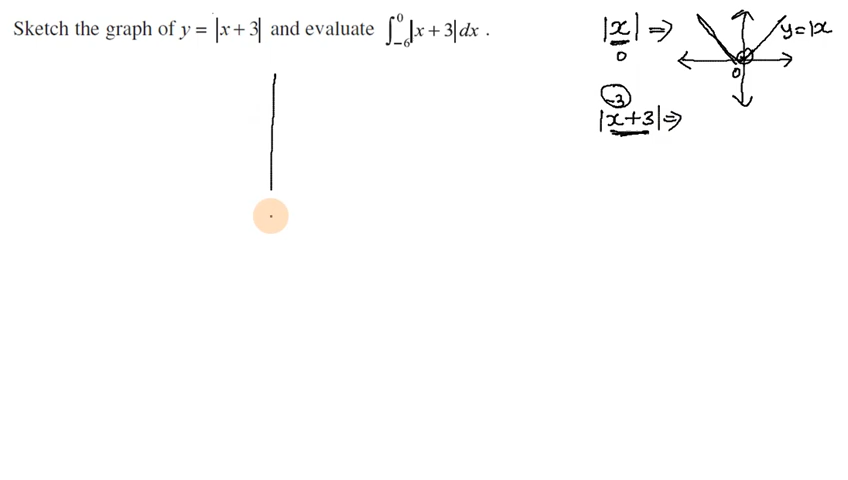 Sketch the graph of y = |x + 3| and evaluate ∫₋₆⁰|x + 3|dx .
|x| ⇒
0
y=|x
0
-3
|x+3|⇒